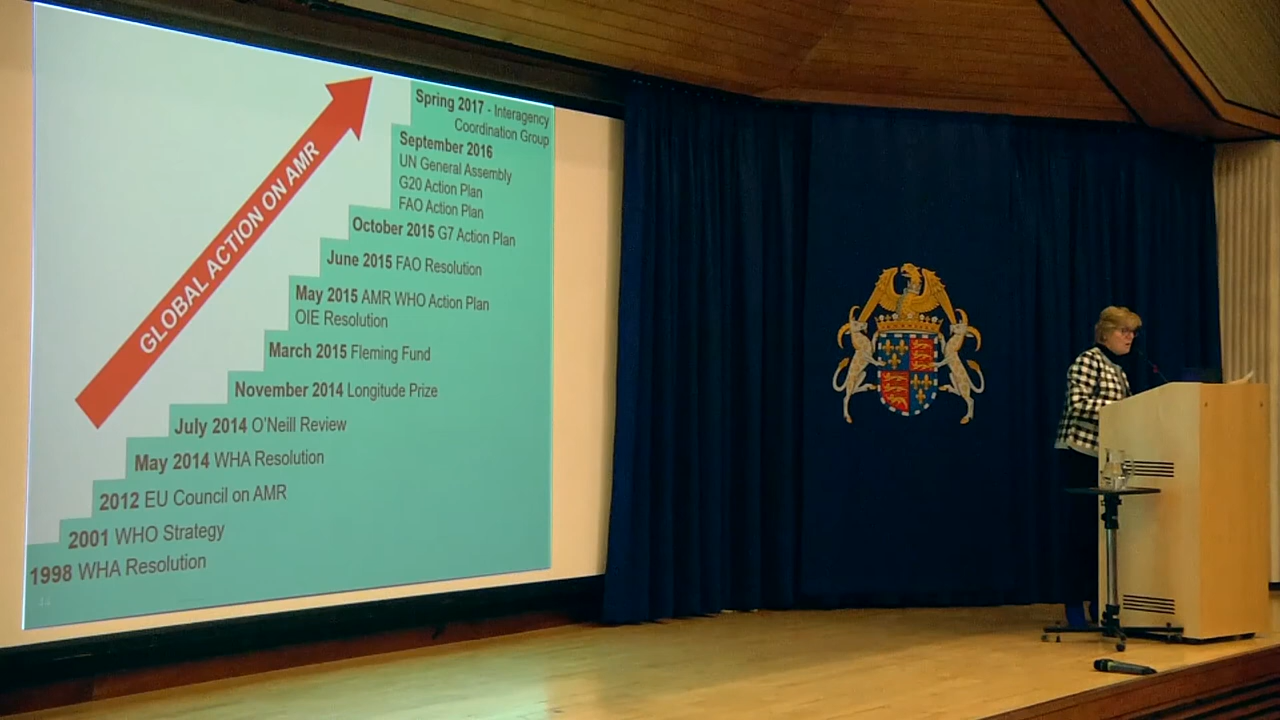 GLOBAL ACTION ON AMR
Spring 2017 - Interagency
Coordination Group
September 2016
UN General Assembly
G20 Action Plan
FAO Action Plan
October 2015 G7 Action Plan
June 2015 FAO Resolution
May 2015 AMR WHO Action Plan
OIE Resolution
March 2015 Fleming Fund
November 2014 Longitude Prize
July 2014 O'Neill Review
May 2014 WHA Resolution
2012 EU Council on AMR
2001 WHO Strategy
1998 WHA Resolution